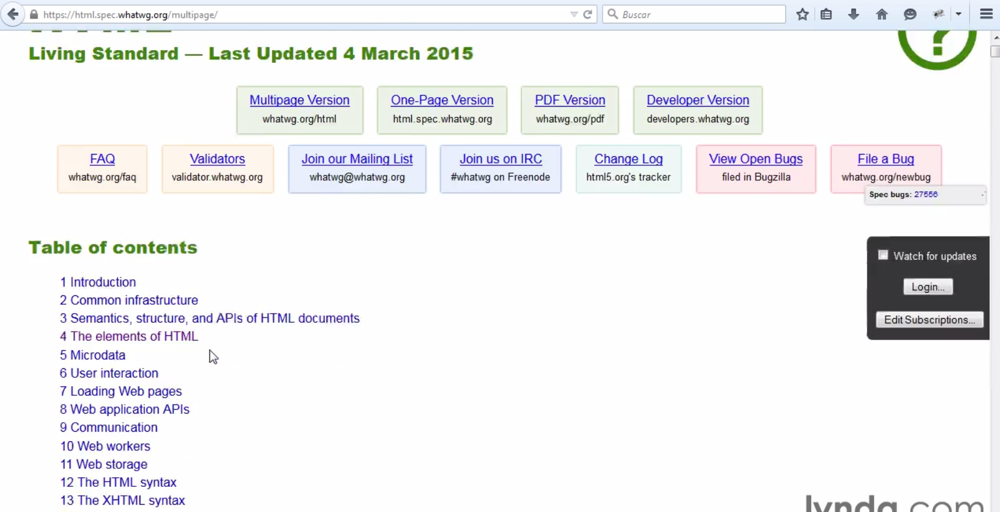 https://html.spec.whatwg.org/multipage/
Buscar
Living Standard — Last Updated 4 March 2015
Multipage Version
whatwg.org/html
One-Page Version
html.spec.whatwg.org
PDF Version
whatwg.org/pdf
Developer Version
developers.whatwg.org
FAQ
whatwg.org/faq
Validators
validator.whatwg.org
Join our Mailing List
whatwg@whatwg.org
Join us on IRC
#whatwg on Freenode
Change Log
html5.org's tracker
View Open Bugs
filed in Bugzilla
File a Bug
whatwg.org/newbug
Spec bugs: 27556
Table of contents
Watch for updates
Login...
Edit Subscriptions...
1 Introduction
2 Common infrastructure
3 Semantics, structure, and APIs of HTML documents
4 The elements of HTML
5 Microdata
6 User interaction
7 Loading Web pages
8 Web application APIs
9 Communication
10 Web workers
11 Web storage
12 The HTML syntax
13 The XHTML syntax
lynda.com